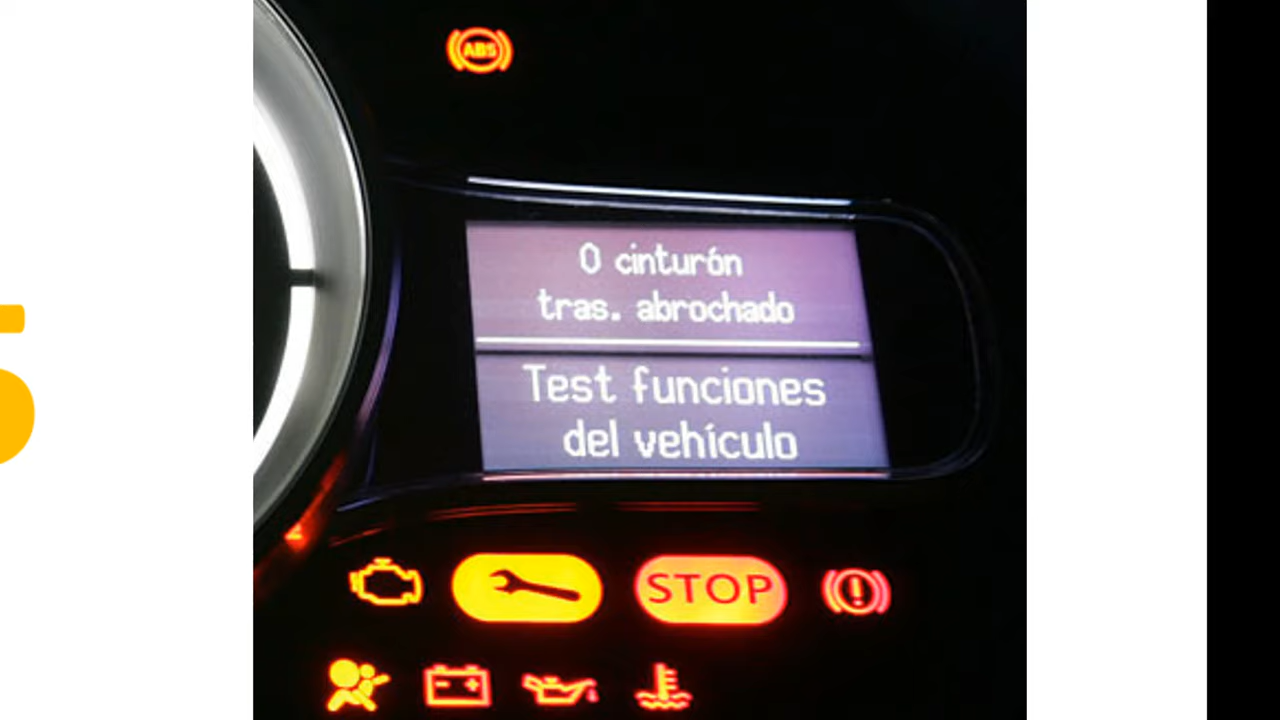 ABS
0 cinturón
tras. abrochado
Test funciones
del vehículo
STOP